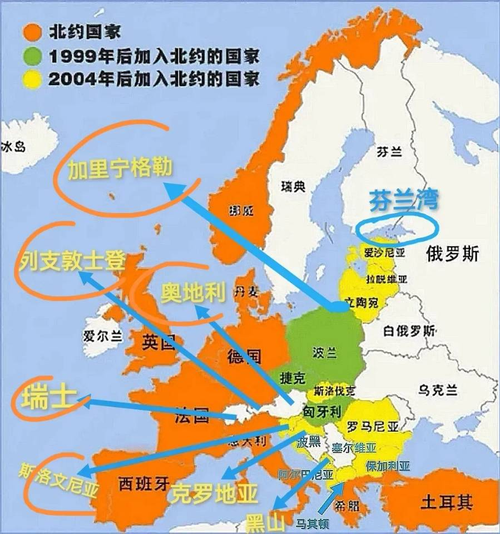 北约国家
1999年后加入北约的国家
2004年后加入北约的国家
冰岛
加里宁格勒
芬兰
瑞典
挪威
芬兰湾
爱沙尼亚
俄罗斯
列支敦士登
奥地利
丹麦
拉脱维亚
立陶宛
爱尔兰
英国
白俄罗斯
德国
波兰
捷克
斯洛伐克
乌克兰
瑞士
法国
匈牙利
罗马尼亚
意大利
波黑
塞尔维亚
保加利亚
斯洛文尼亚
西班牙
克罗地亚
阿尔巴尼亚
黑山
马其顿
希腊
土耳其